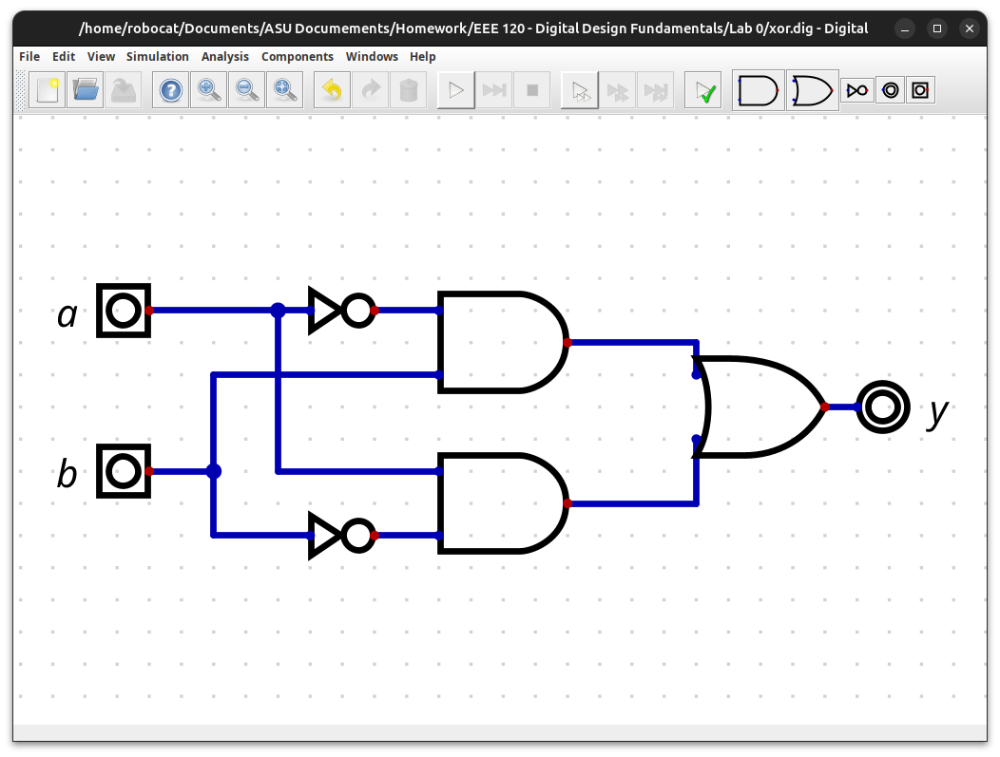 /home/robocat/Documents/ASU Documements/Homework/EEE 120 - Digital Design Fundamentals/Lab 0/xor.dig - Digital
File Edit View Simulation Analysis Components Windows Help
a
b
y